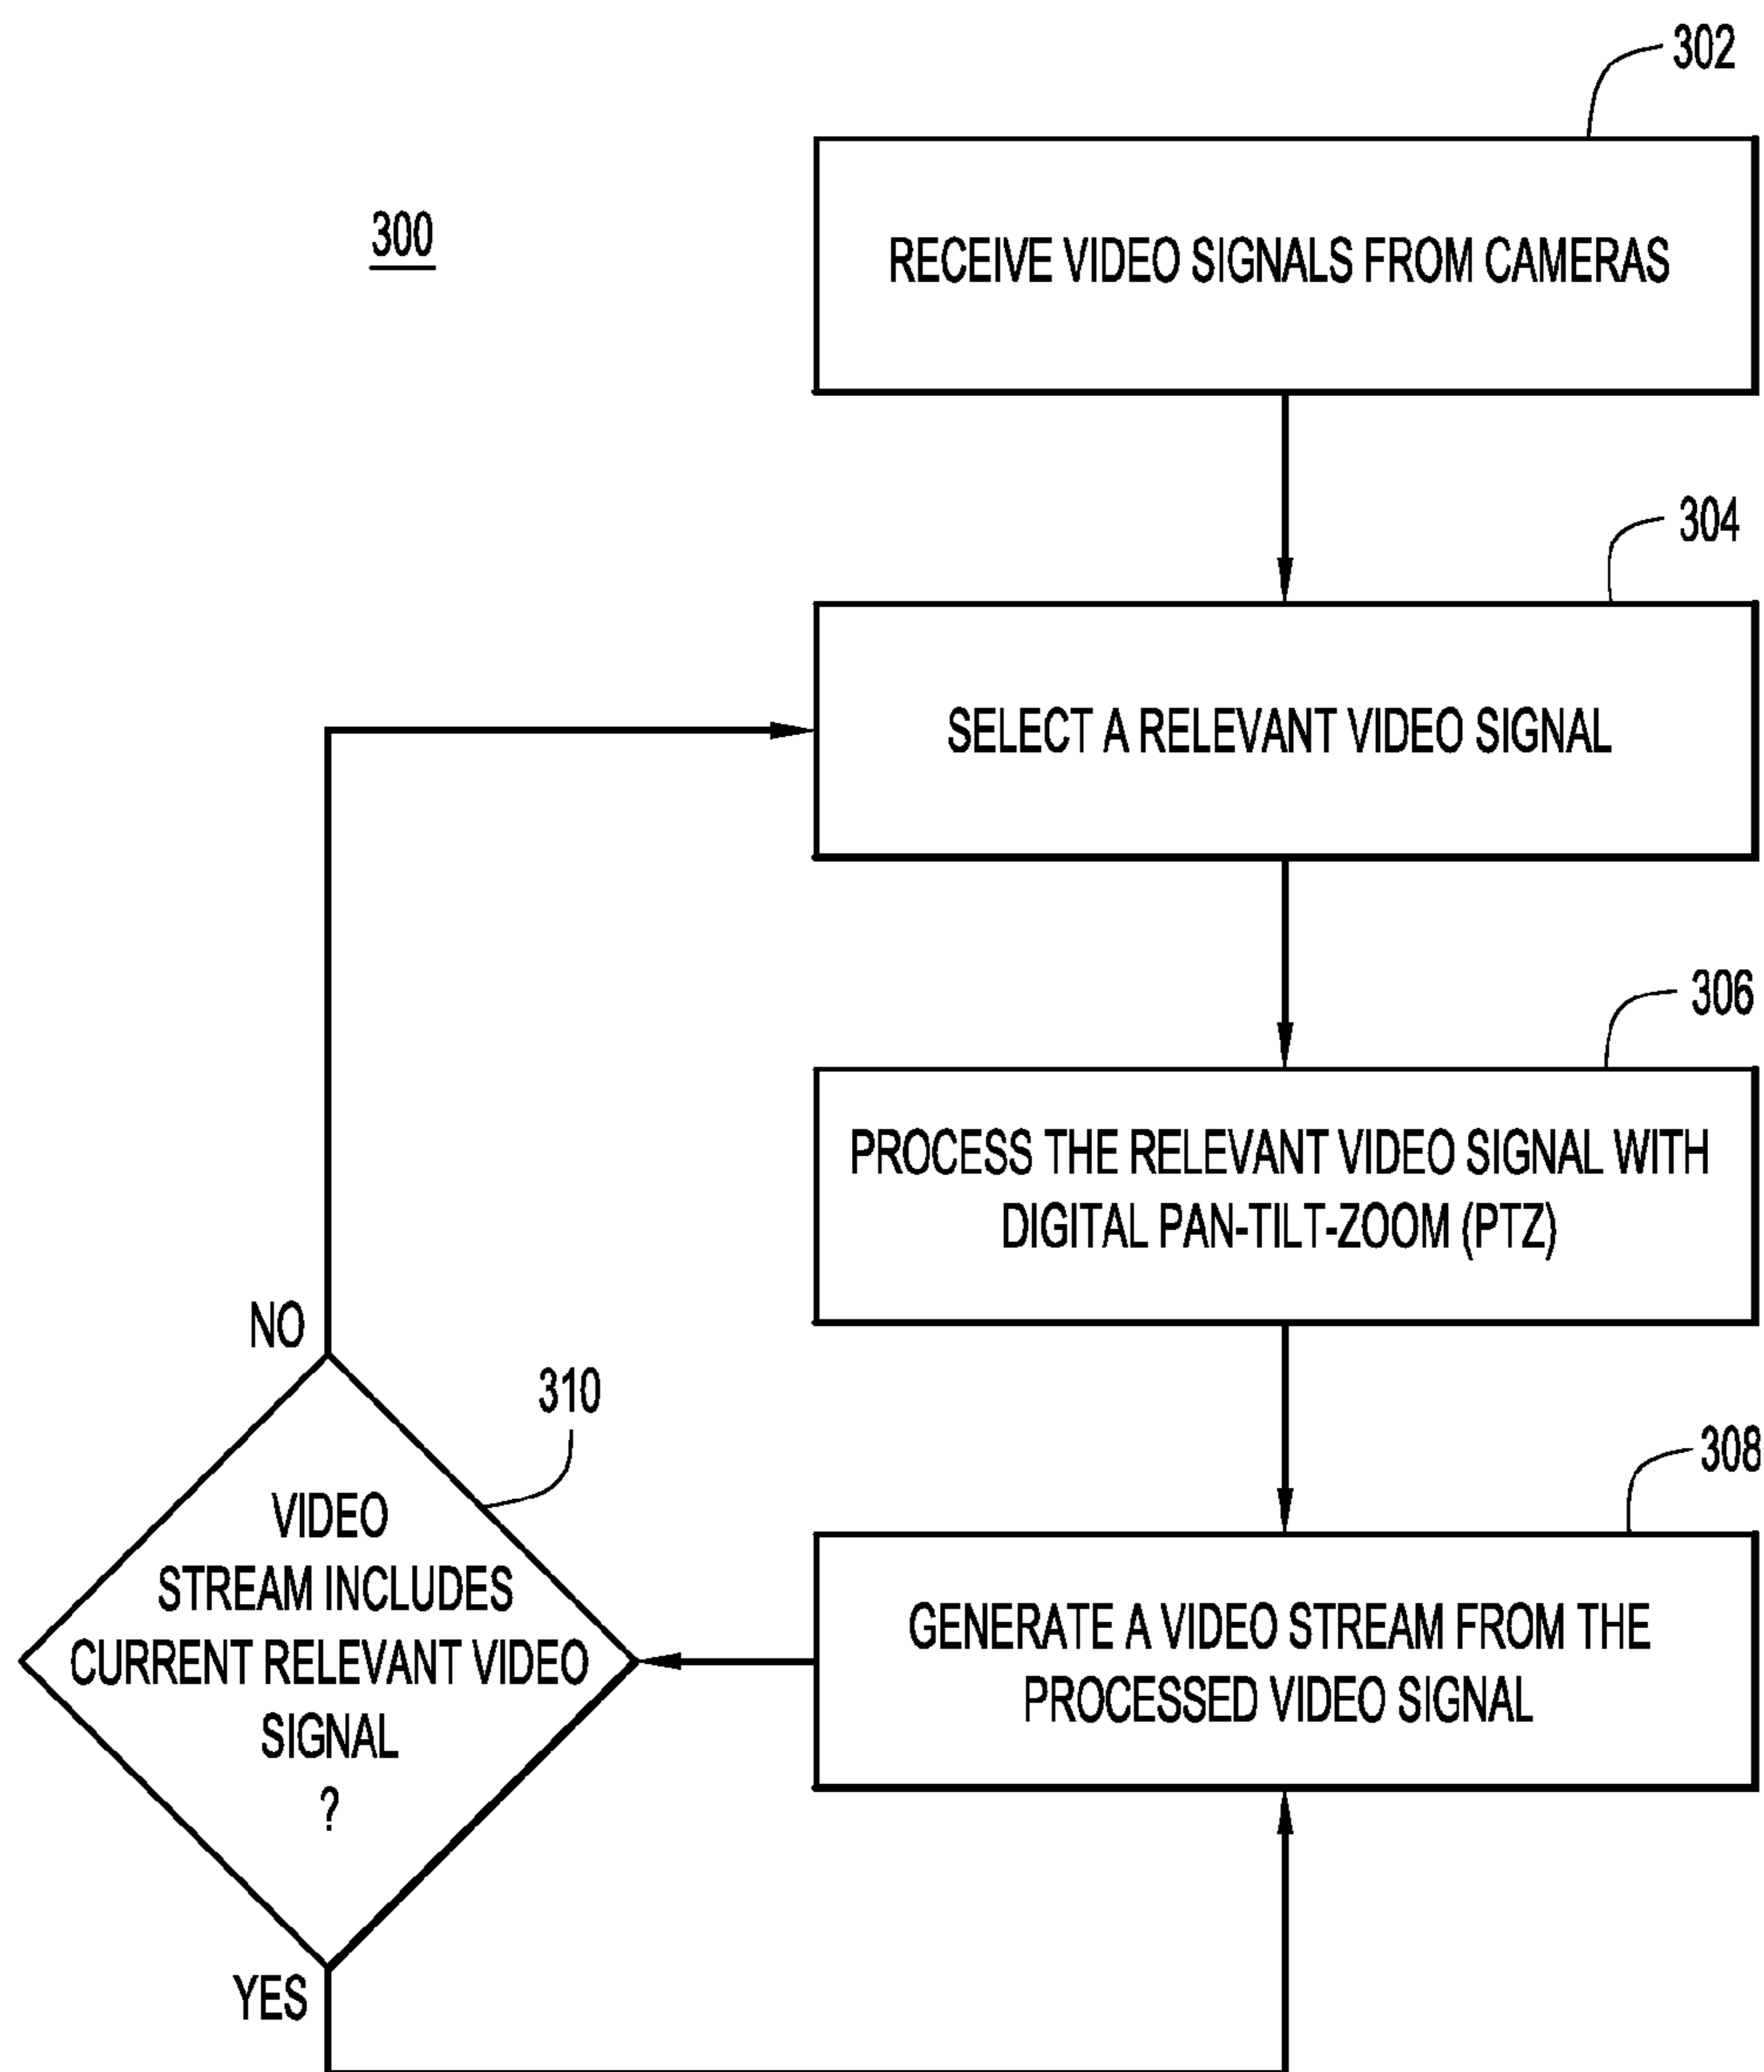 302
300
RECEIVE VIDEO SIGNALS FROM CAMERAS
304
SELECT A RELEVANT VIDEO SIGNAL
306
PROCESS THE RELEVANT VIDEO SIGNAL WITH
DIGITAL PAN-TILT-ZOOM (PTZ)
NO
310
308
VIDEO
STREAM INCLUDES
CURRENT RELEVANT VIDEO
SIGNAL
?
GENERATE A VIDEO STREAM FROM THE
PROCESSED VIDEO SIGNAL
YES